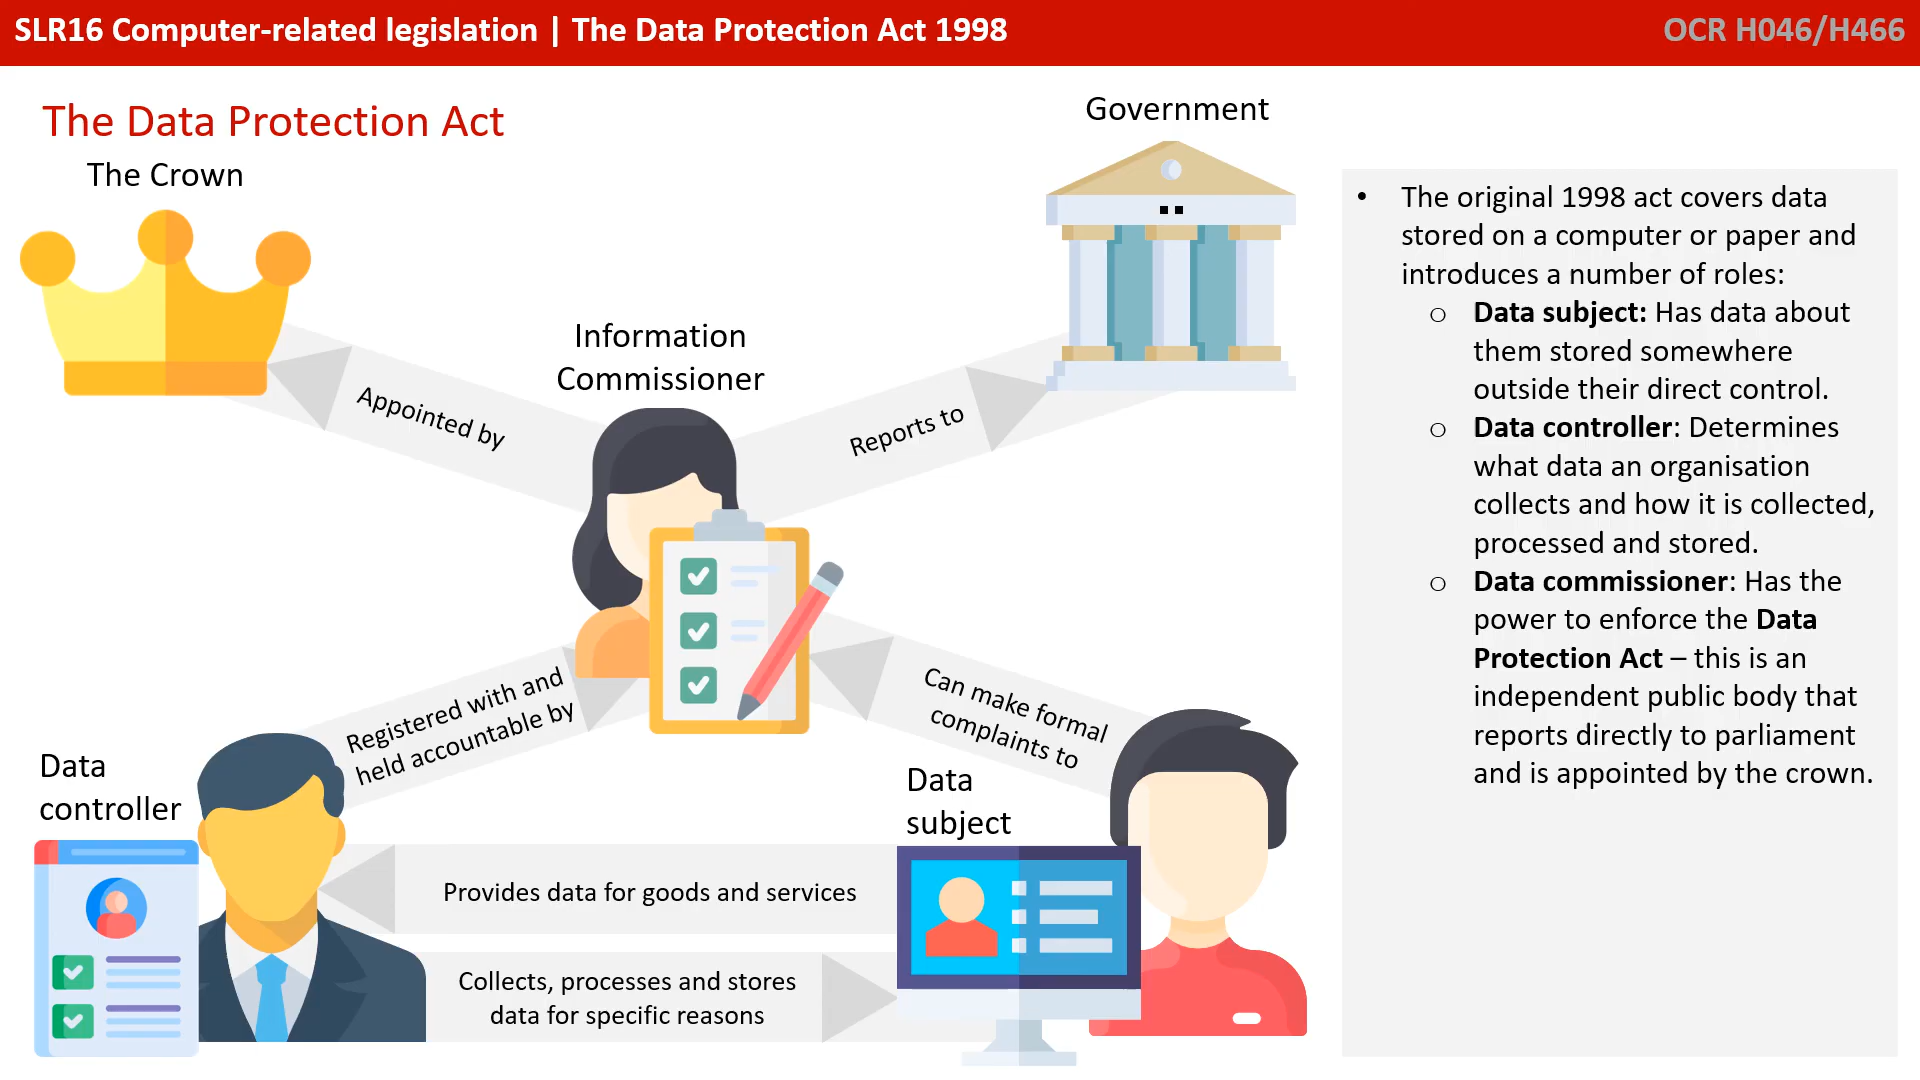 SLR16 Computer-related legislation | The Data Protection Act 1998
OCR H046/H466
The Data Protection Act
The Crown
Government
Information
Commissioner
Appointed by
Reports to
Registered with and
held accountable by
Can make formal
complaints to
Data
controller
Data
subject
Provides data for goods and services
Collects, processes and stores
data for specific reasons
• The original 1998 act covers data
stored on a computer or paper and
introduces a number of roles:
o Data subject: Has data about
them stored somewhere
outside their direct control.
o Data controller: Determines
what data an organisation
collects and how it is collected,
processed and stored.
o Data commissioner: Has the
power to enforce the Data
Protection Act – this is an
independent public body that
reports directly to parliament
and is appointed by the crown.